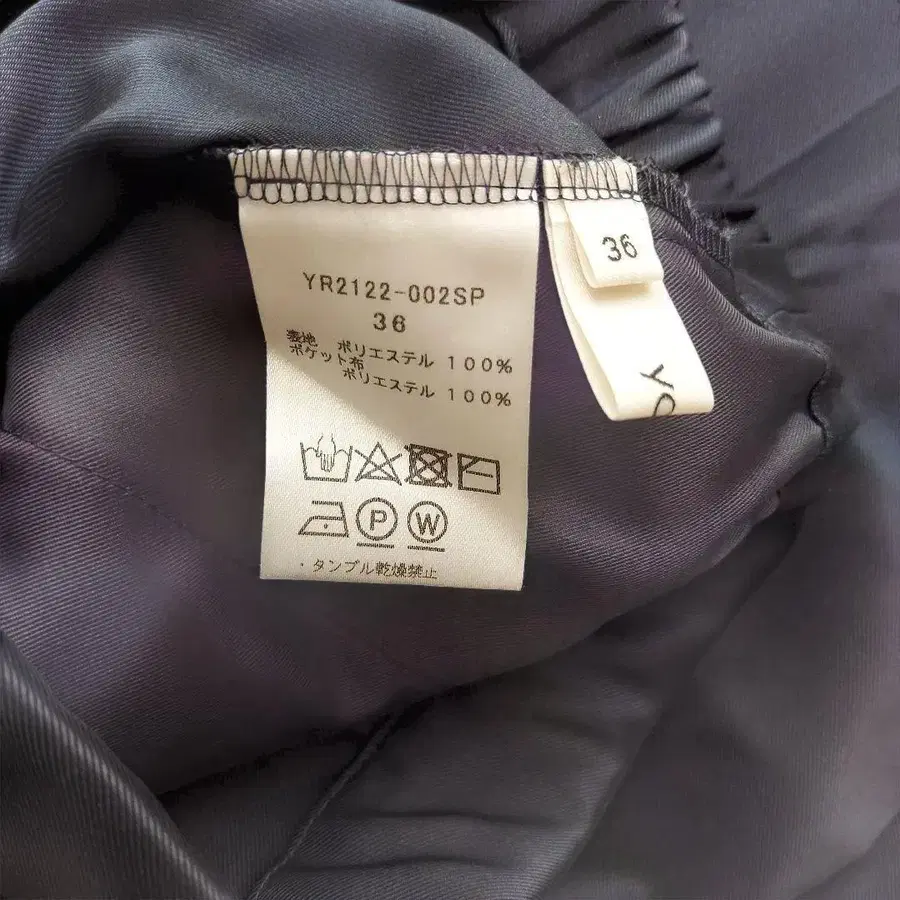 YR2122-002SP
36
表地 ポリエステル 100%
ポケット布
ポリエステル 100%
P W
・タンブル乾燥禁止
36
YO